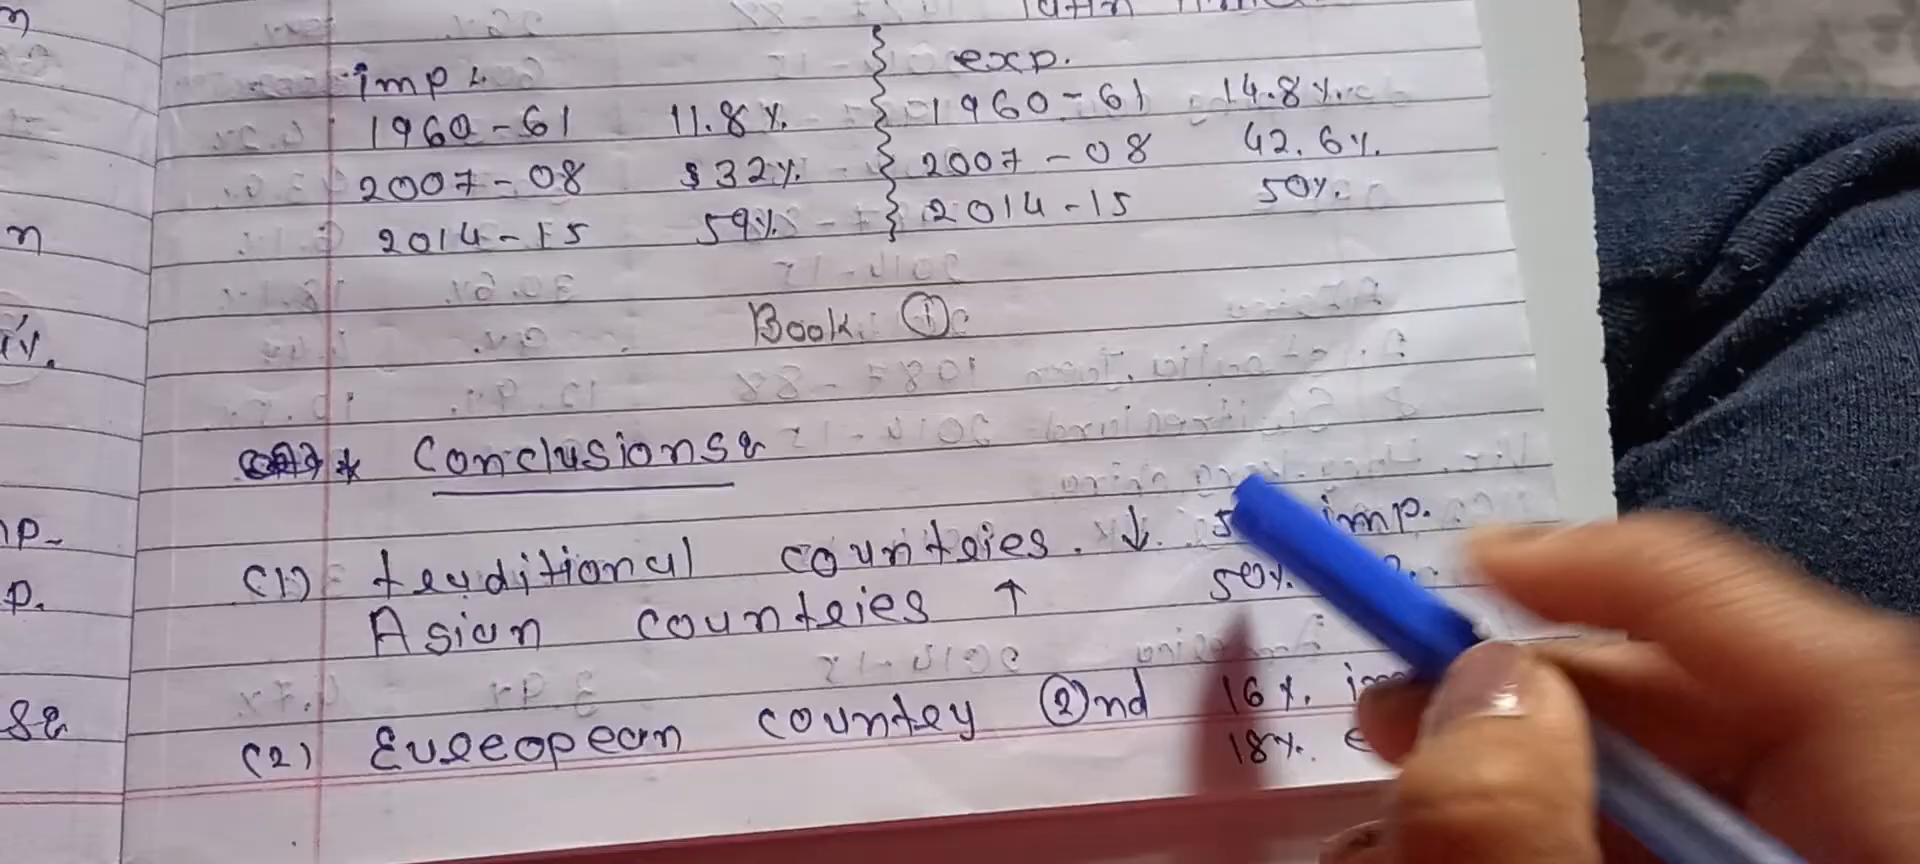 imp.
1960-61 11.8%.
2007-08 $32%.
2014-15 59%.
exp.
1960-61 14.8%.
2007-08 42.6%.
2014-15 50%.
Book. ①
* Conclusions:
(1) traditional countries. ↓ imp.
Asian countries ↑ 50%.
(2) Eureopean country ②nd 16%.
18%.
n
n
P.